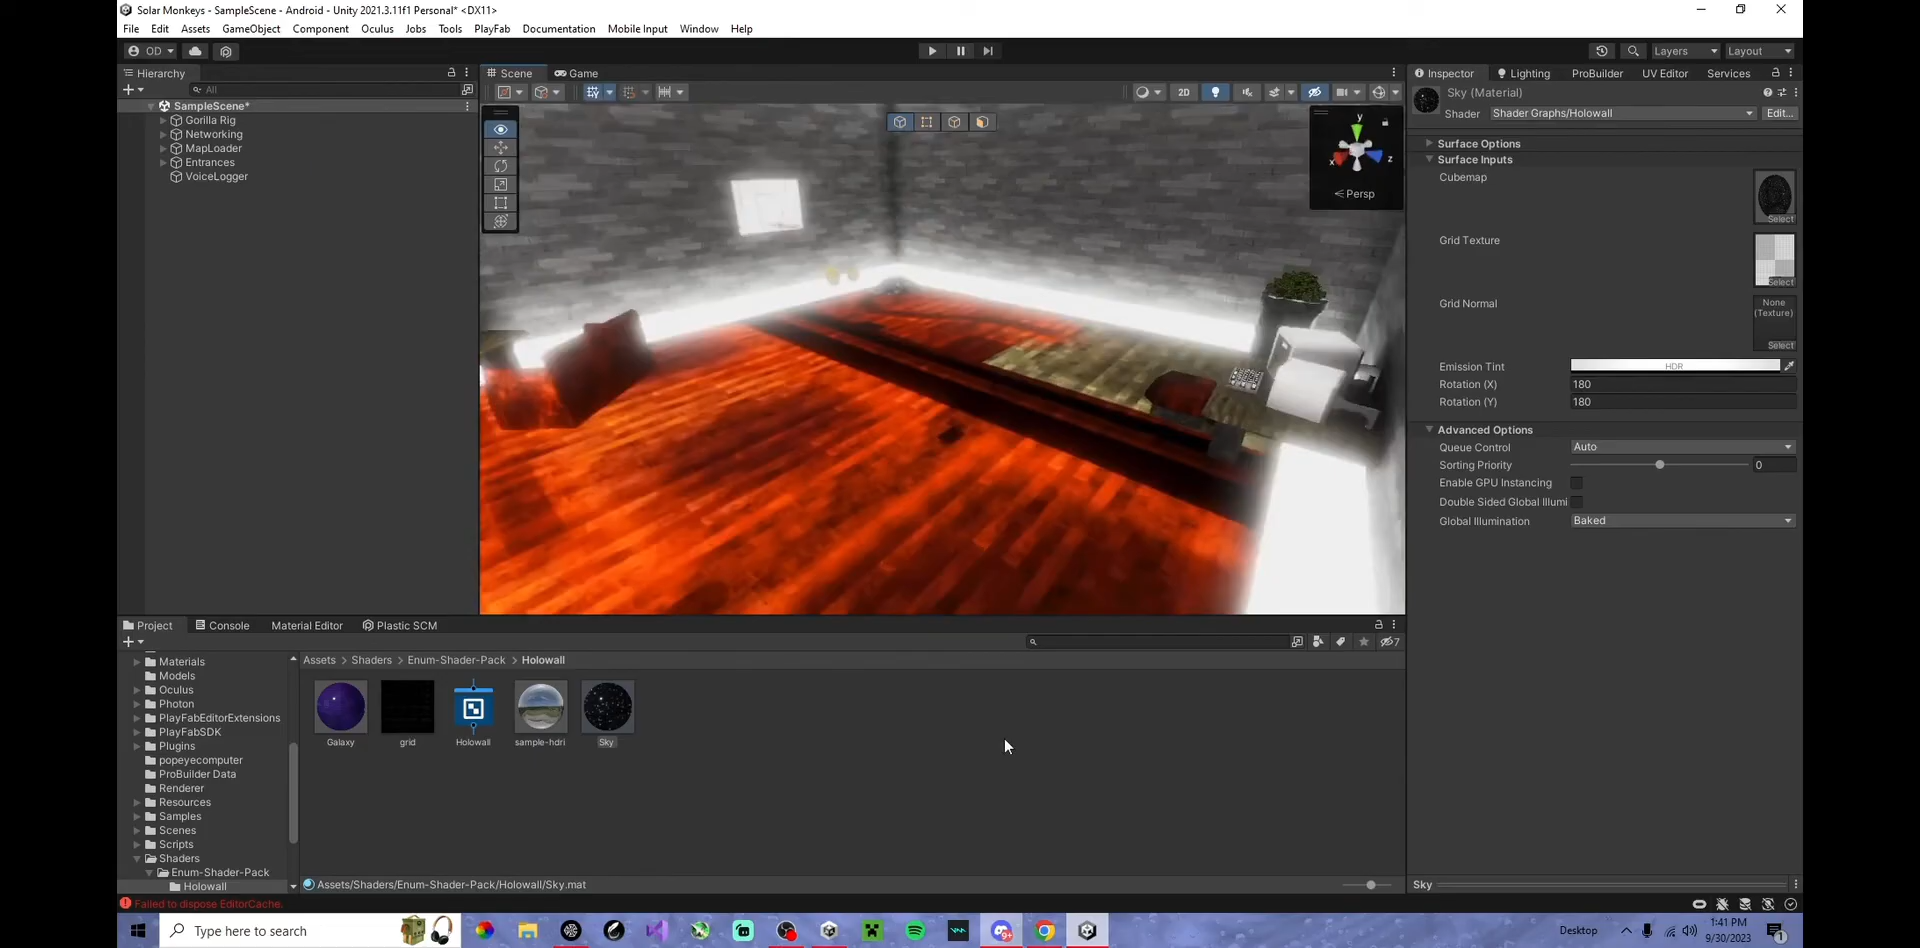 Solar Monkeys - SampleScene - Android - Unity 2021.3.11f1 Personal* <DX11>
File Edit Assets GameObject Component Oculus Jobs Tools PlayFab Documentation Mobile Input Window Help
OD Layers Layout
Hierarchy
All
SampleScene*
Gorilla Rig
Networking
MapLoader
Entrances
VoiceLogger
Scene Game
2D
y
x
z
Persp
Inspector Lighting ProBuilder UV Editor Services
Sky (Material)
Shader Shader Graphs/Holowall Edit...
Surface Options
Surface Inputs
Cubemap
Select
Grid Texture
Select
Grid Normal
None
(Texture)
Select
Emission Tint HDR
Rotation (X) 180
Rotation (Y) 180
Advanced Options
Queue Control Auto
Sorting Priority 0
Enable GPU Instancing
Double Sided Global Illumi
Global Illumination Baked
Project Console Material Editor Plastic SCM
7
Materials
Models
Oculus
Photon
PlayFabEditorExtensions
PlayFabSDK
Plugins
popeyecomputer
ProBuilder Data
Renderer
Resources
Samples
Scenes
Scripts
Shaders
Enum-Shader-Pack
Holowall
Assets > Shaders > Enum-Shader-Pack > Holowall
Galaxy grid Holowall sample-hdri Sky
Assets/Shaders/Enum-Shader-Pack/Holowall/Sky.mat
Sky
Failed to dispose EditorCache.
Type here to search
9+
Desktop
1:41 PM
9/30/2023
1